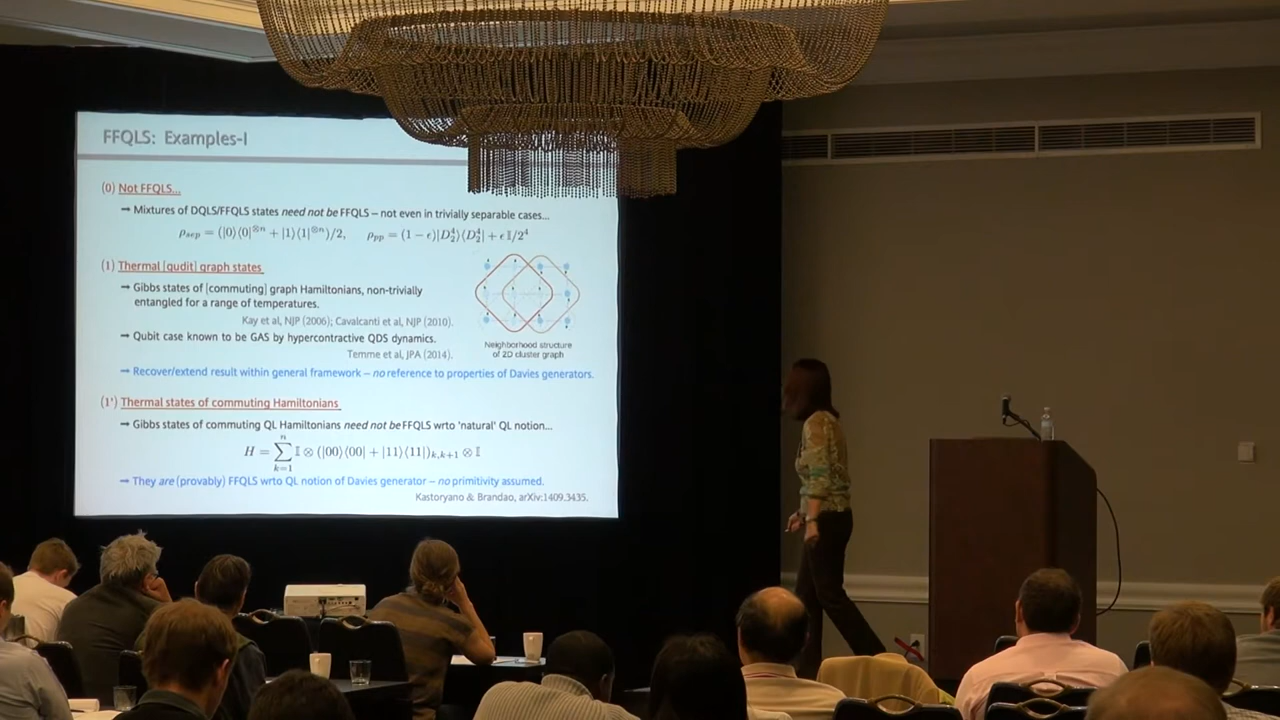 FFQLS: Examples-I
(0) Not FFQLS...
→ Mixtures of DQLS/FFQLS states need not be FFQLS – not even in trivially separable cases...
ρ_sep = (|0⟩⟨0|^{⊗n} + |1⟩⟨1|^{⊗n})/2, ρ_pp = (1 − ϵ)|D_2^4⟩⟨D_2^4| + ϵ 𝕀/2^4
(1) Thermal [qudit] graph states
→ Gibbs states of [commuting] graph Hamiltonians, non-trivially
entangled for a range of temperatures.
Kay et al, NJP (2006); Cavalcanti et al, NJP (2010).
→ Qubit case known to be GAS by hypercontractive QDS dynamics.
Temme et al, JPA (2014).
Neighborhood structure
of 2D cluster graph
→ Recover/extend result within general framework – no reference to properties of Davies generators.
(1') Thermal states of commuting Hamiltonians
→ Gibbs states of commuting QL Hamiltonians need not be FFQLS wrto 'natural' QL notion...
H = ∑_{k=1}^{n} 𝕀 ⊗ (|00⟩⟨00| + |11⟩⟨11|)_{k,k+1} ⊗ 𝕀
→ They are (provably) FFQLS wrto QL notion of Davies generator – no primitivity assumed.
Kastoryano & Brandao, arXiv:1409.3435.